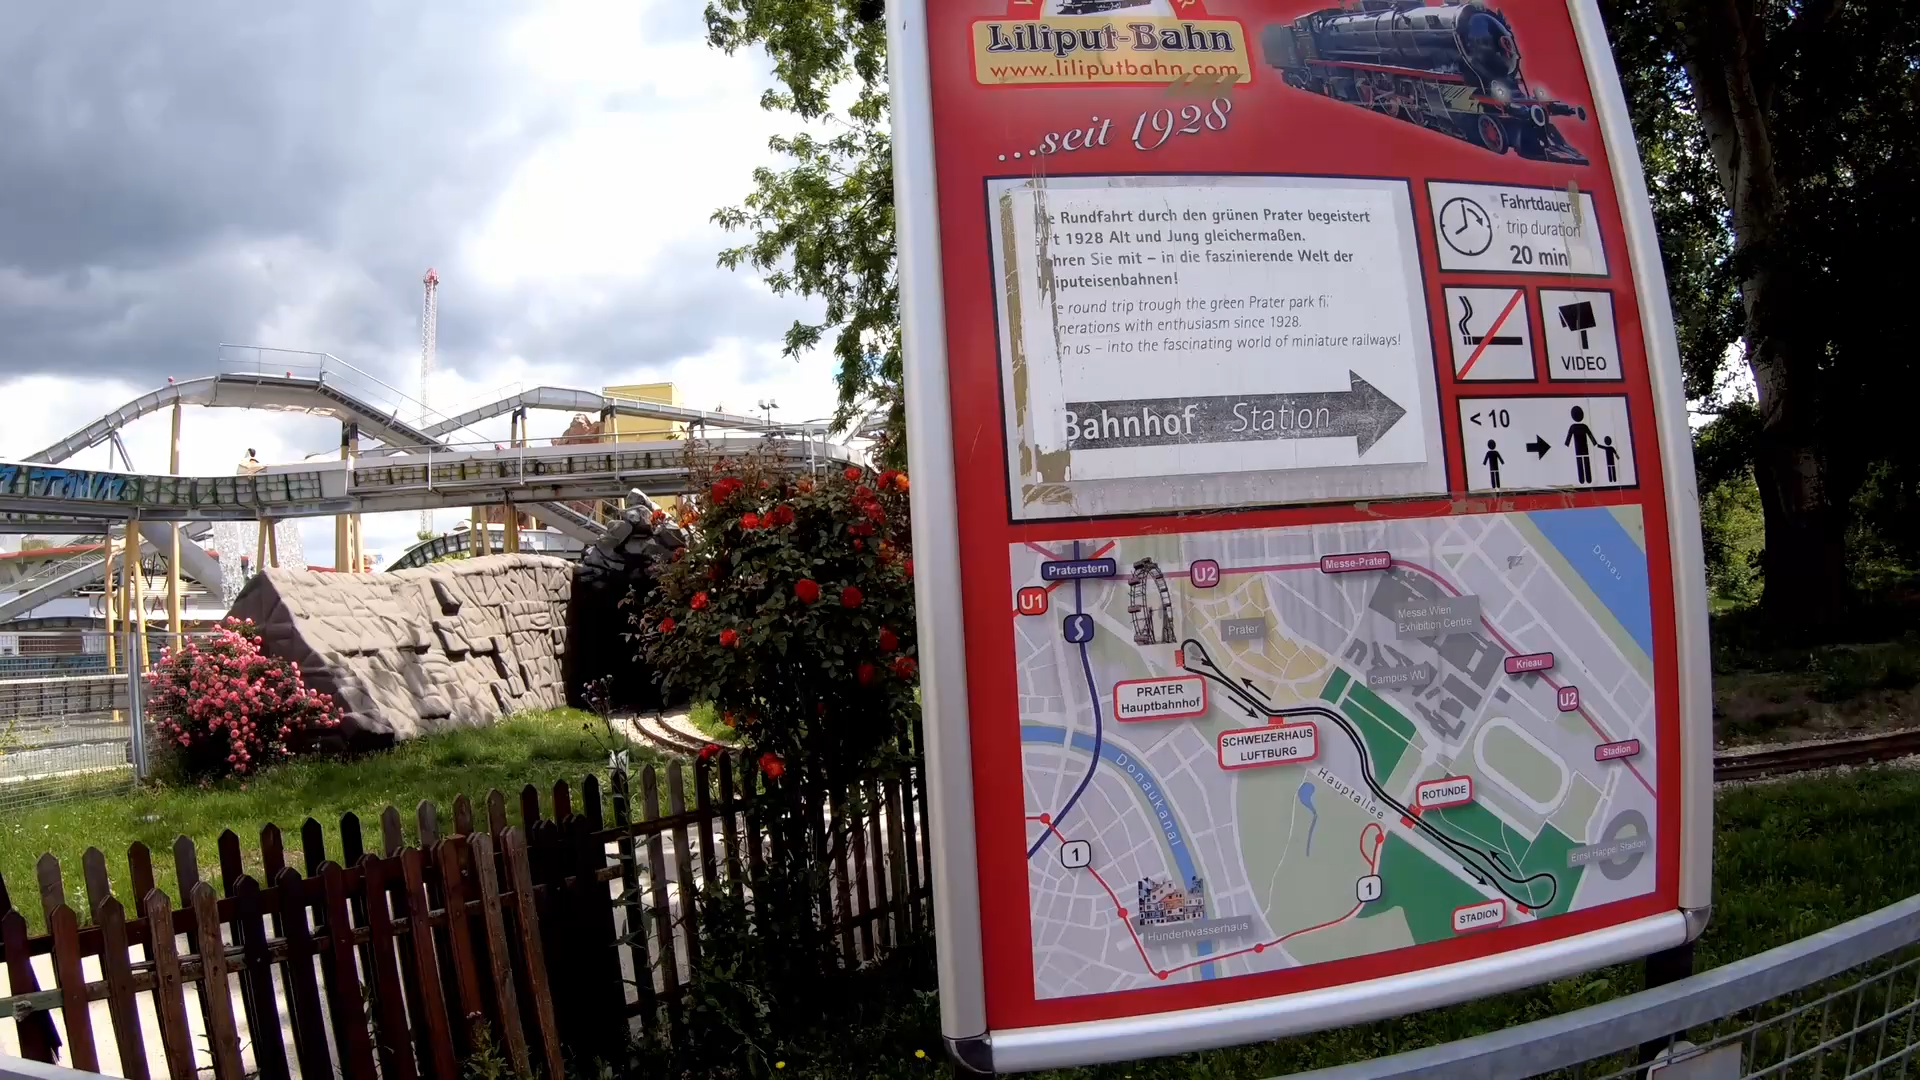 Liliput-Bahn
www.liliputbahn.com
...seit 1928
Rundfahrt durch den grünen Prater begeistert
1928 Alt und Jung gleichermaßen.
Sie mit – in die faszinierende Welt der
iputeisenbahnen!
round trip trough the green Prater park
nerations with enthusiasm since 1928.
us – into the fascinating world of miniature railways!
Bahnhof Station
Fahrtdauer
trip duration
20 min
VIDEO
< 10
Praterstern
U2
Messe-Prater
Donau
U1
S
Prater
Messe Wien
Exhibition Centre
Krieau
Campus WU
U2
PRATER
Hauptbahnhof
SCHWEIZERHAUS
LUFTBURG
Stadion
Donaukanal
Hauptallee
ROTUNDE
1
1
Ernst Happel Stadion
STADION
Hundertwasserhaus